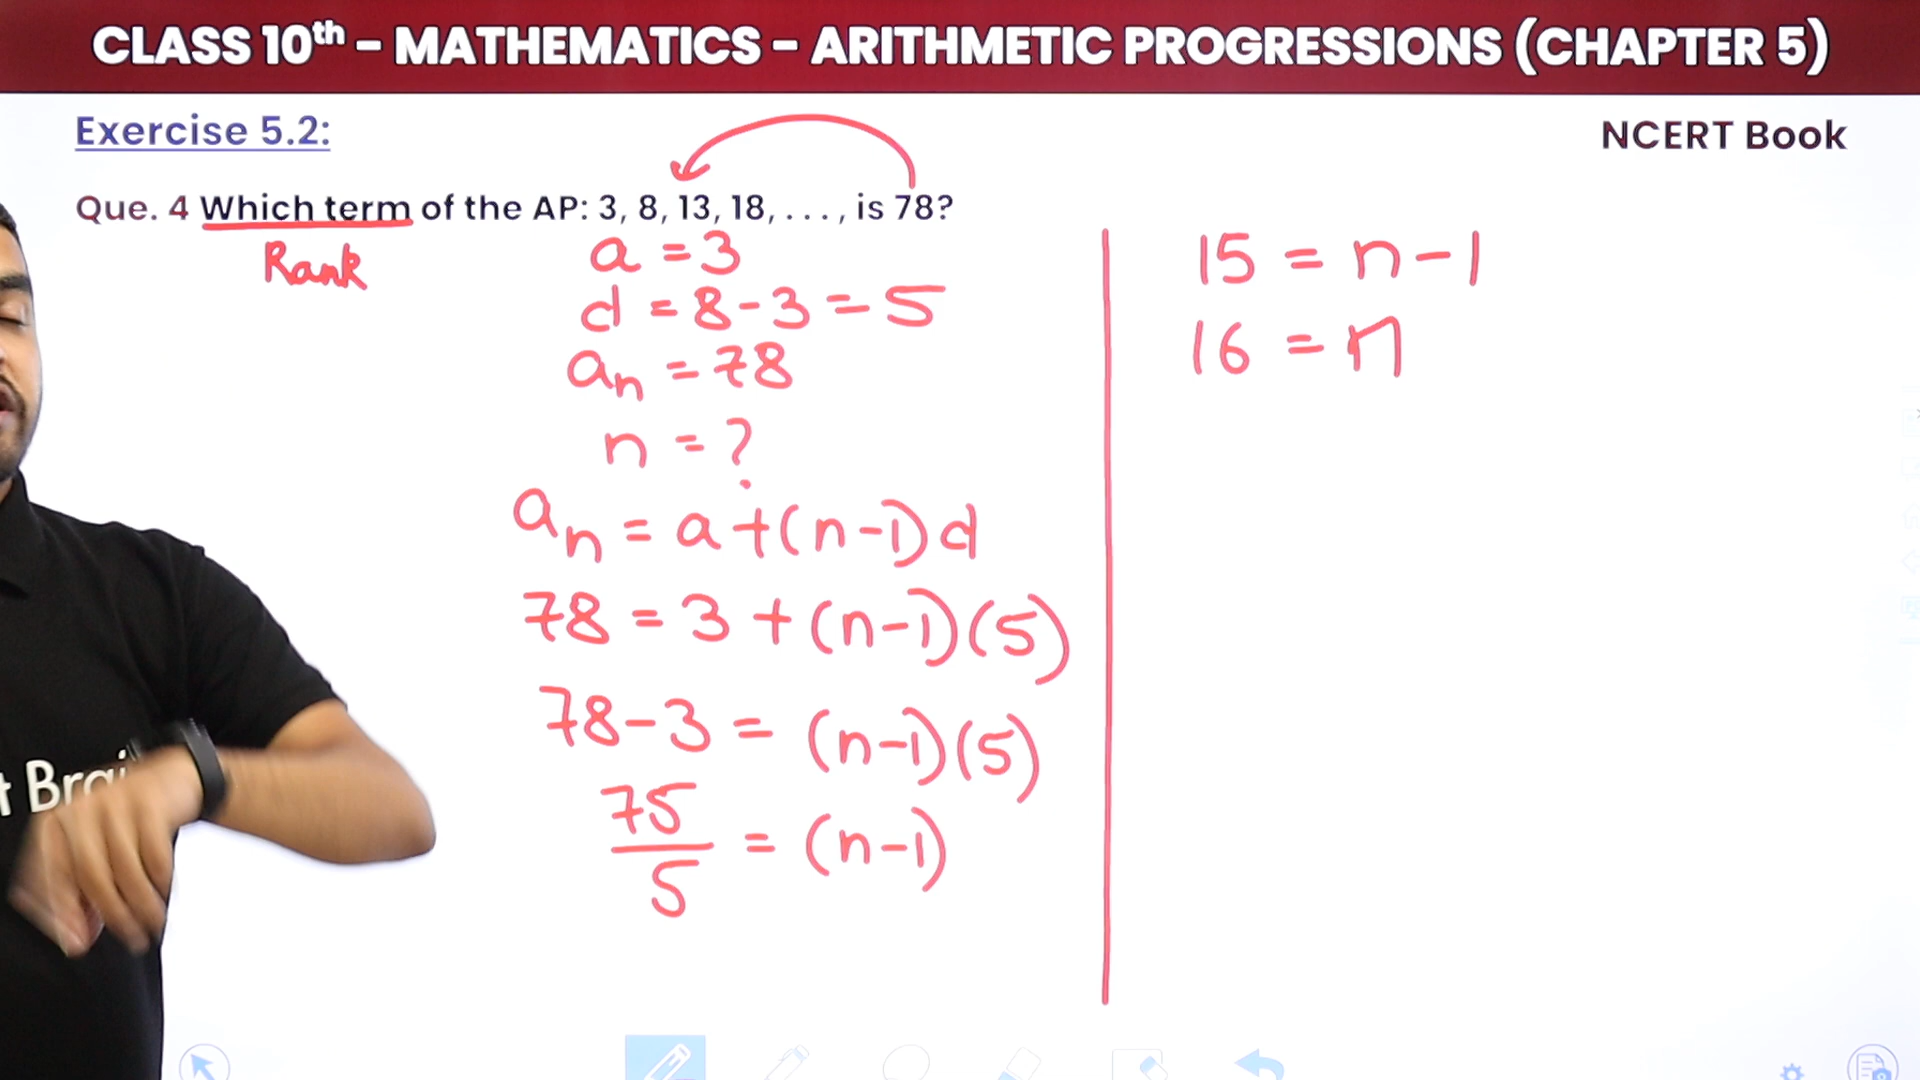 CLASS 10th – MATHEMATICS – ARITHMETIC PROGRESSIONS (CHAPTER 5)
Exercise 5.2:
NCERT Book
Que. 4 Which term of the AP: 3, 8, 13, 18, . . . , is 78?
Rank
a = 3
d = 8 - 3 = 5
an = 78
n = ?
an = a + (n-1) d
78 = 3 + (n-1)(5)
78-3 = (n-1)(5)
75/5 = (n-1)
15 = n-1
16 = n
t Brai